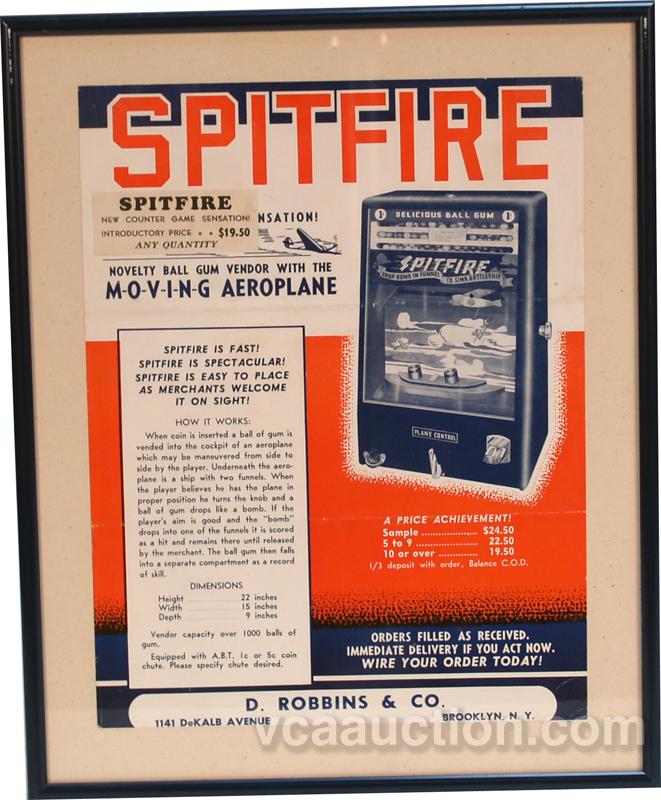 SPITFIRE
SPITFIRE
NEW COUNTER GAME SENSATION!
INTRODUCTORY PRICE • • $19.50
ANY QUANTITY
NSATION!
NOVELTY BALL GUM VENDOR WITH THE
M-O-V-I-N-G AEROPLANE
1¢ DELICIOUS BALL GUM 1¢
SPITFIRE
DROP BOMB IN FUNNEL TO SINK BATTLESHIP
PLANE CONTROL
SPITFIRE IS FAST!
SPITFIRE IS SPECTACULAR!
SPITFIRE IS EASY TO PLACE
AS MERCHANTS WELCOME
IT ON SIGHT!
HOW IT WORKS:
When coin is inserted a ball of gum is
vended into the cockpit of an aeroplane
which may be maneuvered from side to
side by the player. Underneath the aero-
plane is a ship with two funnels. When
the player believes he has the plane in
proper position he turns the knob and a
ball of gum drops like a bomb. If the
player's aim is good and the "bomb"
drops into one of the funnels it is scored
as a hit and remains there until released
by the merchant. The ball gum then falls
into a separate compartment as a record
of skill.
DIMENSIONS
Height 22 inches
Width 15 inches
Depth 9 inches
Vendor capacity over 1000 balls of
gum.
Equipped with A.B.T. 1c or 5c coin
chute. Please specify chute desired.
A PRICE ACHIEVEMENT!
Sample .................... $24.50
5 to 9 ...................... 22.50
10 or over .............. 19.50
1/3 deposit with order, Balance C.O.D.
ORDERS FILLED AS RECEIVED.
IMMEDIATE DELIVERY IF YOU ACT NOW.
WIRE YOUR ORDER TODAY!
D. ROBBINS & CO.
1141 DeKALB AVENUE BROOKLYN, N. Y.
vcaauction.com